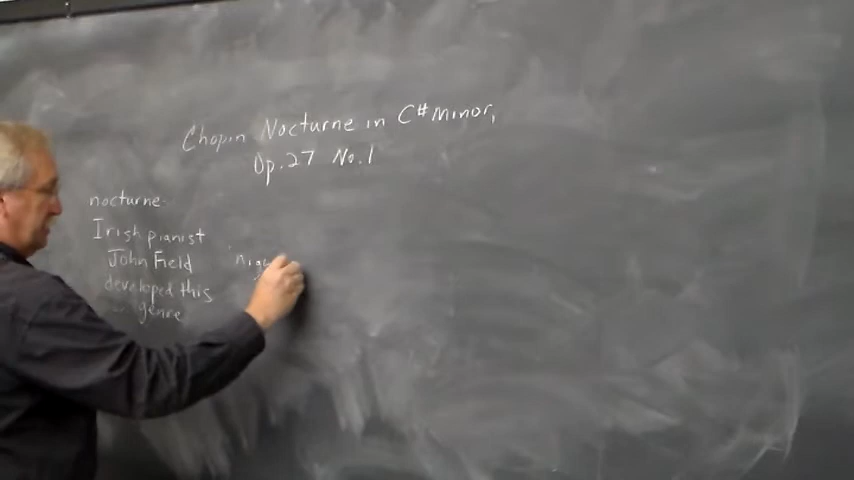 Chopin Nocturne in C# Minor,
Op.27 No.1
nocturne-
Irish pianist
John Field
developed this
genre